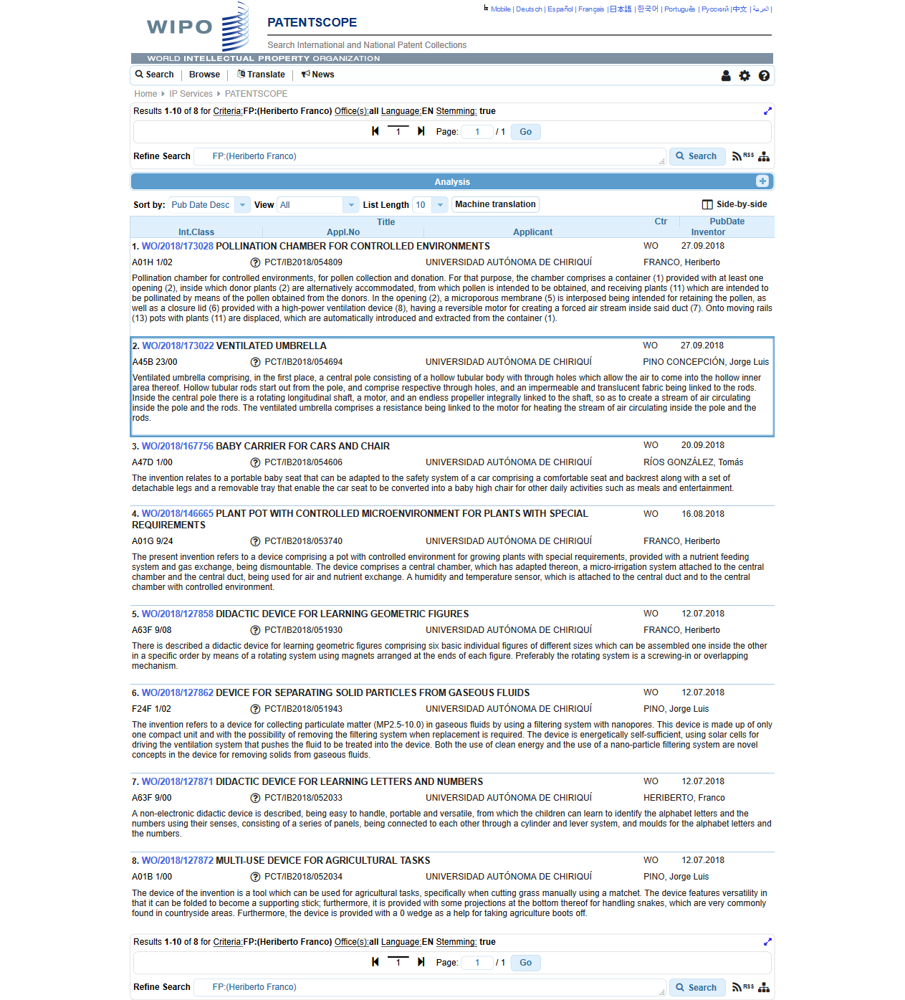 Mobile | Deutsch | Español | Français | 日本語 | 한국어 | Português | Русский | 中文 | العربية |
WIPO
PATENTSCOPE
Search International and National Patent Collections
WORLD INTELLECTUAL PROPERTY ORGANIZATION
Search Browse Translate News
Home IP Services PATENTSCOPE
Results 1-10 of 8 for Criteria:FP:(Heriberto Franco) Office(s):all Language:EN Stemming: true
1 Page: 1 / 1 Go
Refine Search FP:(Heriberto Franco) Search RSS
Analysis
Sort by: Pub Date Desc View All List Length 10 Machine translation Side-by-side
Title Ctr PubDate
Int.Class Appl.No Applicant Inventor
1. WO/2018/173028 POLLINATION CHAMBER FOR CONTROLLED ENVIRONMENTS WO 27.09.2018
A01H 1/02 PCT/IB2018/054809 UNIVERSIDAD AUTÓNOMA DE CHIRIQUÍ FRANCO, Heriberto
Pollination chamber for controlled environments, for pollen collection and donation. For that purpose, the chamber comprises a container (1) provided with at least one
opening (2), inside which donor plants (2) are alternatively accommodated, from which pollen is intended to be obtained, and receiving plants (11) which are intended to
be pollinated by means of the pollen obtained from the donors. In the opening (2), a microporous membrane (5) is interposed being intended for retaining the pollen, as
well as a closure lid (6) provided with a high-power ventilation device (8), having a reversible motor for creating a forced air stream inside said duct (7). Onto moving rails
(13) pots with plants (11) are displaced, which are automatically introduced and extracted from the container (1).
2. WO/2018/173022 VENTILATED UMBRELLA WO 27.09.2018
A45B 23/00 PCT/IB2018/054694 UNIVERSIDAD AUTÓNOMA DE CHIRIQUÍ PINO CONCEPCIÓN, Jorge Luis
Ventilated umbrella comprising, in the first place, a central pole consisting of a hollow tubular body with through holes which allow the air to come into the hollow inner
area thereof. Hollow tubular rods start out from the pole, and comprise respective through holes, and an impermeable and translucent fabric being linked to the rods.
Inside the central pole there is a rotating longitudinal shaft, a motor, and an endless propeller integrally linked to the shaft, so as to create a stream of air circulating
inside the pole and the rods. The ventilated umbrella comprises a resistance being linked to the motor for heating the stream of air circulating inside the pole and the
rods.
3. WO/2018/167756 BABY CARRIER FOR CARS AND CHAIR WO 20.09.2018
A47D 1/00 PCT/IB2018/054606 UNIVERSIDAD AUTÓNOMA DE CHIRIQUÍ RÍOS GONZÁLEZ, Tomás
The invention relates to a portable baby seat that can be adapted to the safety system of a car comprising a comfortable seat and backrest along with a set of
detachable legs and a removable tray that enable the car seat to be converted into a baby high chair for other daily activities such as meals and entertainment.
4. WO/2018/146665 PLANT POT WITH CONTROLLED MICROENVIRONMENT FOR PLANTS WITH SPECIAL WO 16.08.2018
REQUIREMENTS
A01G 9/24 PCT/IB2018/053740 UNIVERSIDAD AUTÓNOMA DE CHIRIQUÍ FRANCO, Heriberto
The present invention refers to a device comprising a pot with controlled environment for growing plants with special requirements, provided with a nutrient feeding
system and gas exchange, being dismountable. The device comprises a central chamber, which has adapted thereon, a micro-irrigation system attached to the central
chamber and the central duct, being used for air and nutrient exchange. A humidity and temperature sensor, which is attached to the central duct and to the central
chamber with controlled environment.
5. WO/2018/127858 DIDACTIC DEVICE FOR LEARNING GEOMETRIC FIGURES WO 12.07.2018
A63F 9/08 PCT/IB2018/051930 UNIVERSIDAD AUTÓNOMA DE CHIRIQUÍ FRANCO, Heriberto
There is described a didactic device for learning geometric figures comprising six basic individual figures of different sizes which can be assembled one inside the other
in a specific order by means of a rotating system using magnets arranged at the ends of each figure. Preferably the rotating system is a screwing-in or overlapping
mechanism.
6. WO/2018/127862 DEVICE FOR SEPARATING SOLID PARTICLES FROM GASEOUS FLUIDS WO 12.07.2018
F24F 1/02 PCT/IB2018/051943 UNIVERSIDAD AUTÓNOMA DE CHIRIQUÍ PINO, Jorge Luis
The invention refers to a device for collecting particulate matter (MP2.5-10.0) in gaseous fluids by using a filtering system with nanopores. This device is made up of only
one compact unit and with the possibility of removing the filtering system when replacement is required. The device is energetically self-sufficient, using solar cells for
driving the ventilation system that pushes the fluid to be treated into the device. Both the use of clean energy and the use of a nano-particle filtering system are novel
concepts in the device for removing solids from gaseous fluids.
7. WO/2018/127871 DIDACTIC DEVICE FOR LEARNING LETTERS AND NUMBERS WO 12.07.2018
A63F 9/00 PCT/IB2018/052033 UNIVERSIDAD AUTÓNOMA DE CHIRIQUÍ HERIBERTO, Franco
A non-electronic didactic device is described, being easy to handle, portable and versatile, from which the children can learn to identify the alphabet letters and the
numbers using their senses, consisting of a series of panels, being connected to each other through a cylinder and lever system, and moulds for the alphabet letters and
the numbers.
8. WO/2018/127872 MULTI-USE DEVICE FOR AGRICULTURAL TASKS WO 12.07.2018
A01B 1/00 PCT/IB2018/052034 UNIVERSIDAD AUTÓNOMA DE CHIRIQUÍ PINO, Jorge Luis
The device of the invention is a tool which can be used for agricultural tasks, specifically when cutting grass manually using a matchet. The device features versatility in
that it can be folded to become a supporting stick; furthermore, it is provided with some projections at the bottom thereof for handling snakes, which are very commonly
found in countryside areas. Furthermore, the device is provided with a 0 wedge as a help for taking agriculture boots off.
Results 1-10 of 8 for Criteria:FP:(Heriberto Franco) Office(s):all Language:EN Stemming: true
1 Page: 1 / 1 Go
Refine Search FP:(Heriberto Franco) Search RSS